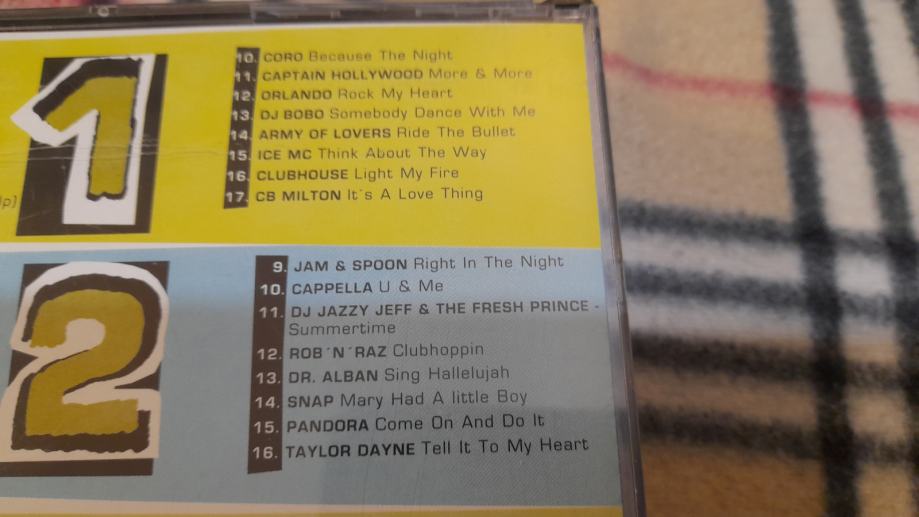 1
lp)
10. CORO Because The Night
11. CAPTAIN HOLLYWOOD More & More
12. ORLANDO Rock My Heart
13. DJ BOBO Somebody Dance With Me
14. ARMY OF LOVERS Ride The Bullet
15. ICE MC Think About The Way
16. CLUBHOUSE Light My Fire
17. CB MILTON It´s A Love Thing
2
9. JAM & SPOON Right In The Night
10. CAPPELLA U & Me
11. DJ JAZZY JEFF & THE FRESH PRINCE -
Summertime
12. ROB´N´RAZ Clubhoppin
13. DR. ALBAN Sing Hallelujah
14. SNAP Mary Had A little Boy
15. PANDORA Come On And Do It
16. TAYLOR DAYNE Tell It To My Heart